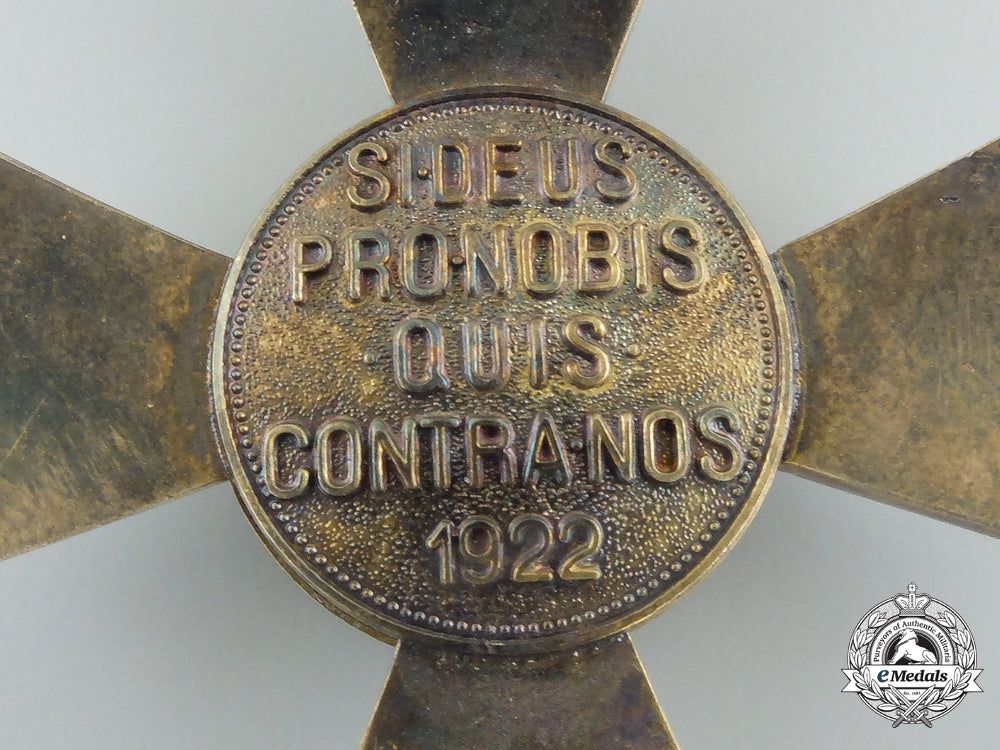 SI·DEUS
PRO·NOBIS
·QUIS·
CONTRA·NOS
1922
Purveyors of Authentic Militaria
eMedals